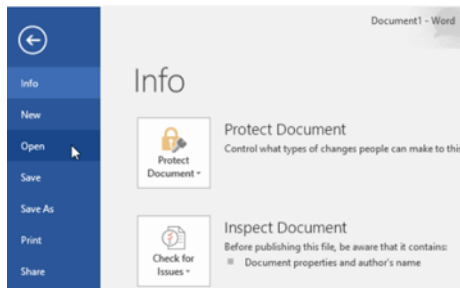 Document1 - Word
Info
New
Open
Save
Save As
Print
Share
Info
Protect
Document
Protect Document
Control what types of changes people can make to this
Check for
Issues
Inspect Document
Before publishing this file, be aware that it contains:
Document properties and author's name